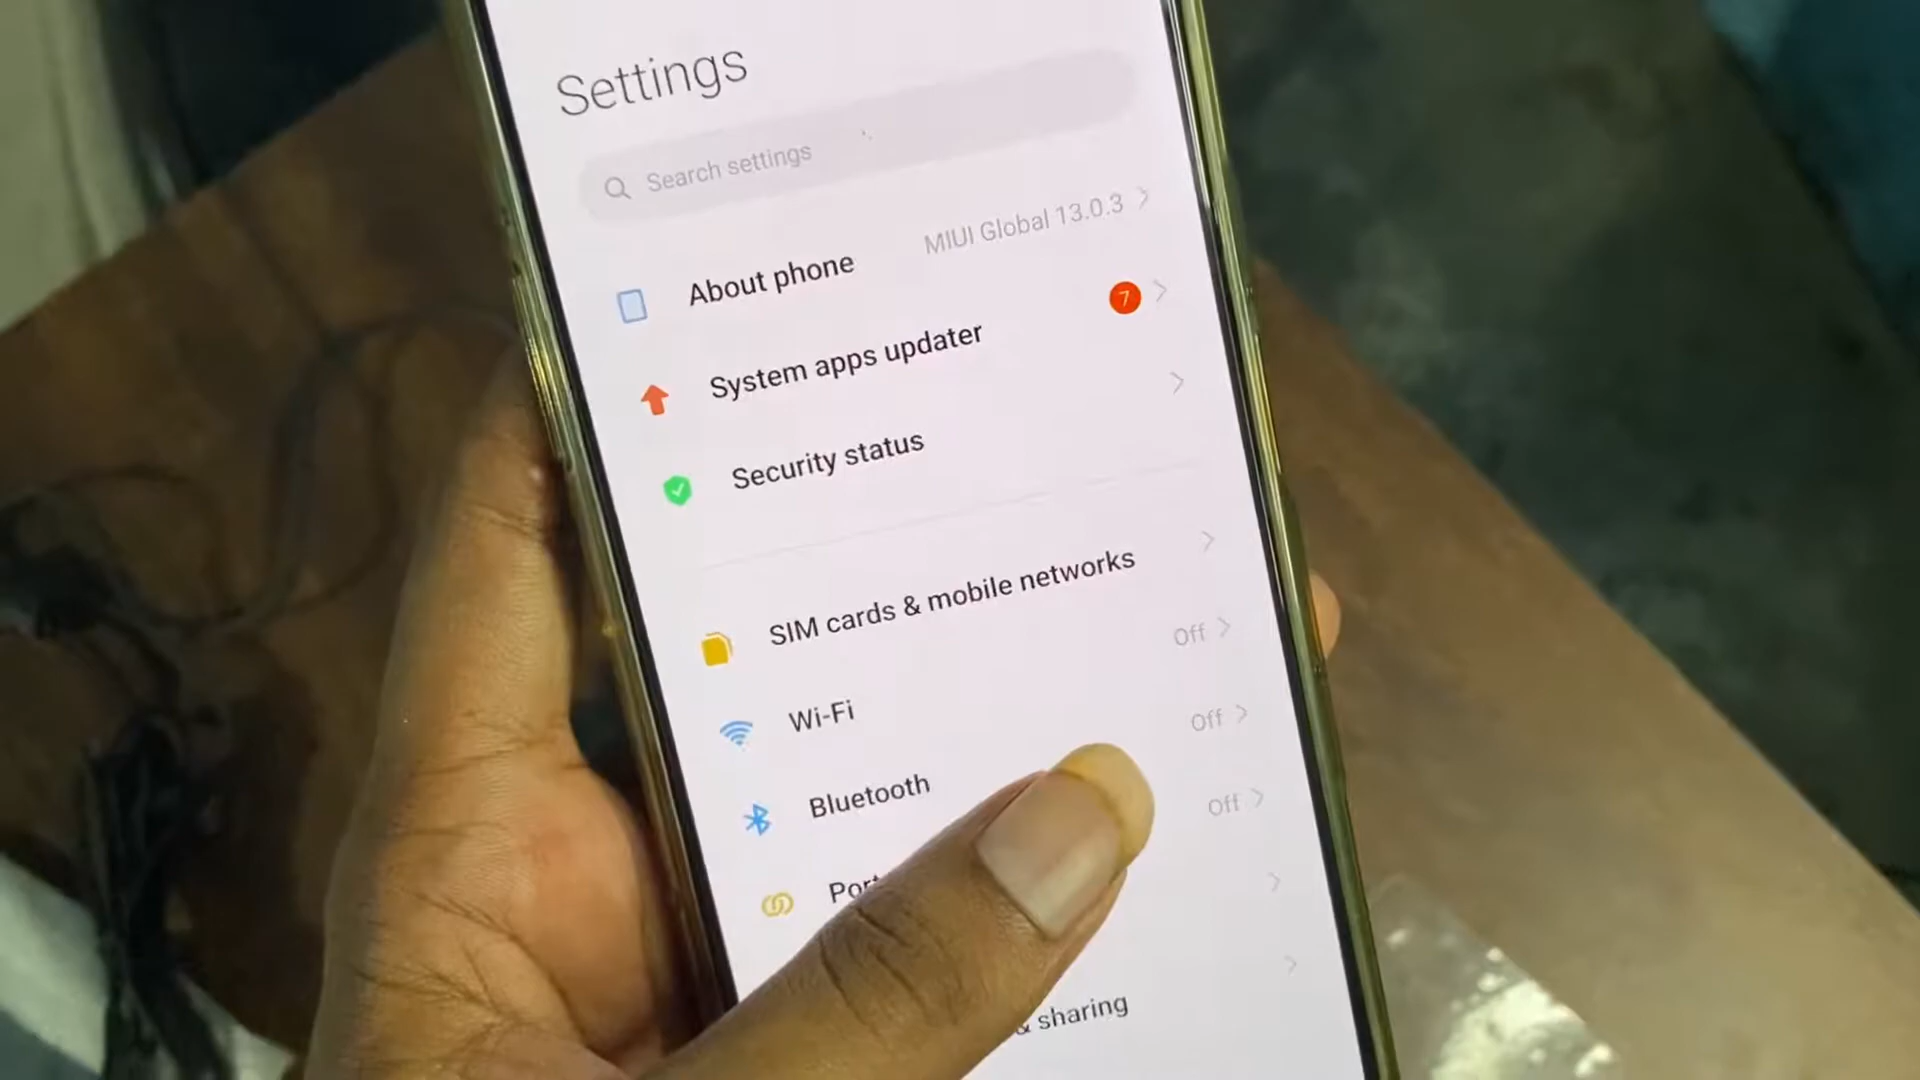 Settings
Search settings
About phone
MIUI Global 13.0.3
System apps updater
7
Security status
SIM cards & mobile networks
Wi-Fi
Off
Bluetooth
Off
Off
& sharing